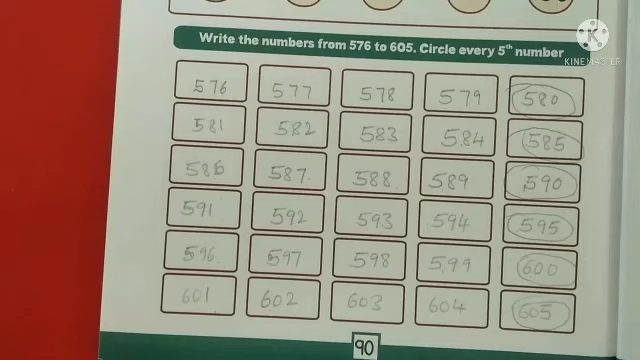 Write the numbers from 576 to 605. Circle every 5th number
KINEMASTER
576 577 578 579 580
581 582 583 584 585
586 587 588 589 590
591 592 593 594 595
596 597 598 599 600
601 602 603 604 605
90